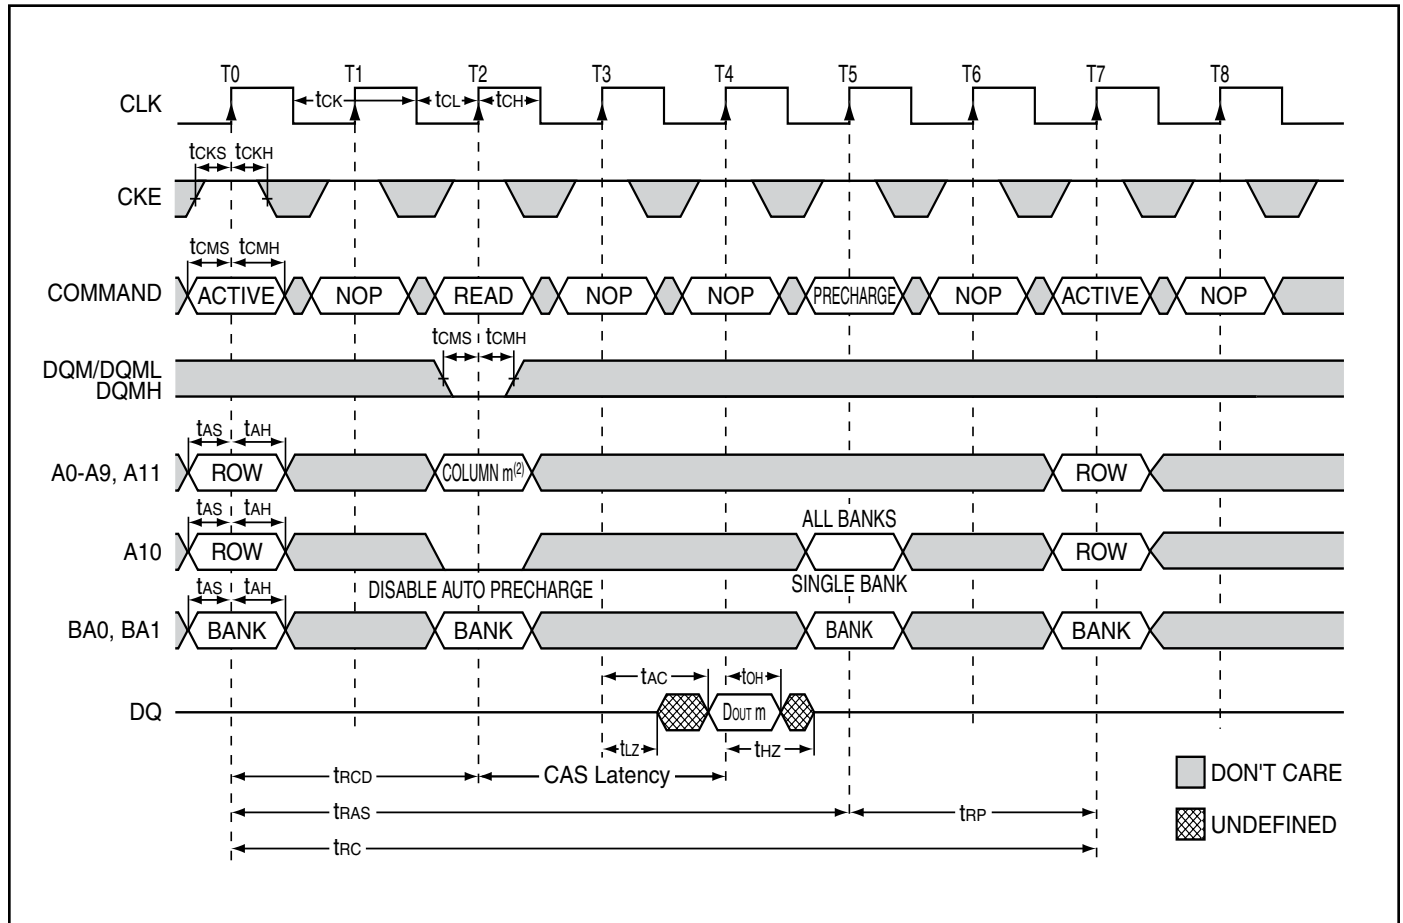 T0 T1 T2 T3 T4 T5 T6 T7 T8
CLK tCK tCL tCH
tCKS tCKH
CKE
tCMS tCMH
COMMAND ACTIVE NOP READ NOP NOP PRECHARGE NOP ACTIVE NOP
tCMS tCMH
DQM/DQML
DQMH
tAS tAH
A0-A9, A11 ROW COLUMN m(2) ROW
tAS tAH ALL BANKS
A10 ROW ROW
tAS tAH DISABLE AUTO PRECHARGE SINGLE BANK
BA0, BA1 BANK BANK BANK BANK
tAC tOH
DQ DOUT m
tLZ tHZ
tRCD CAS Latency DON'T CARE
tRAS tRP UNDEFINED
tRC